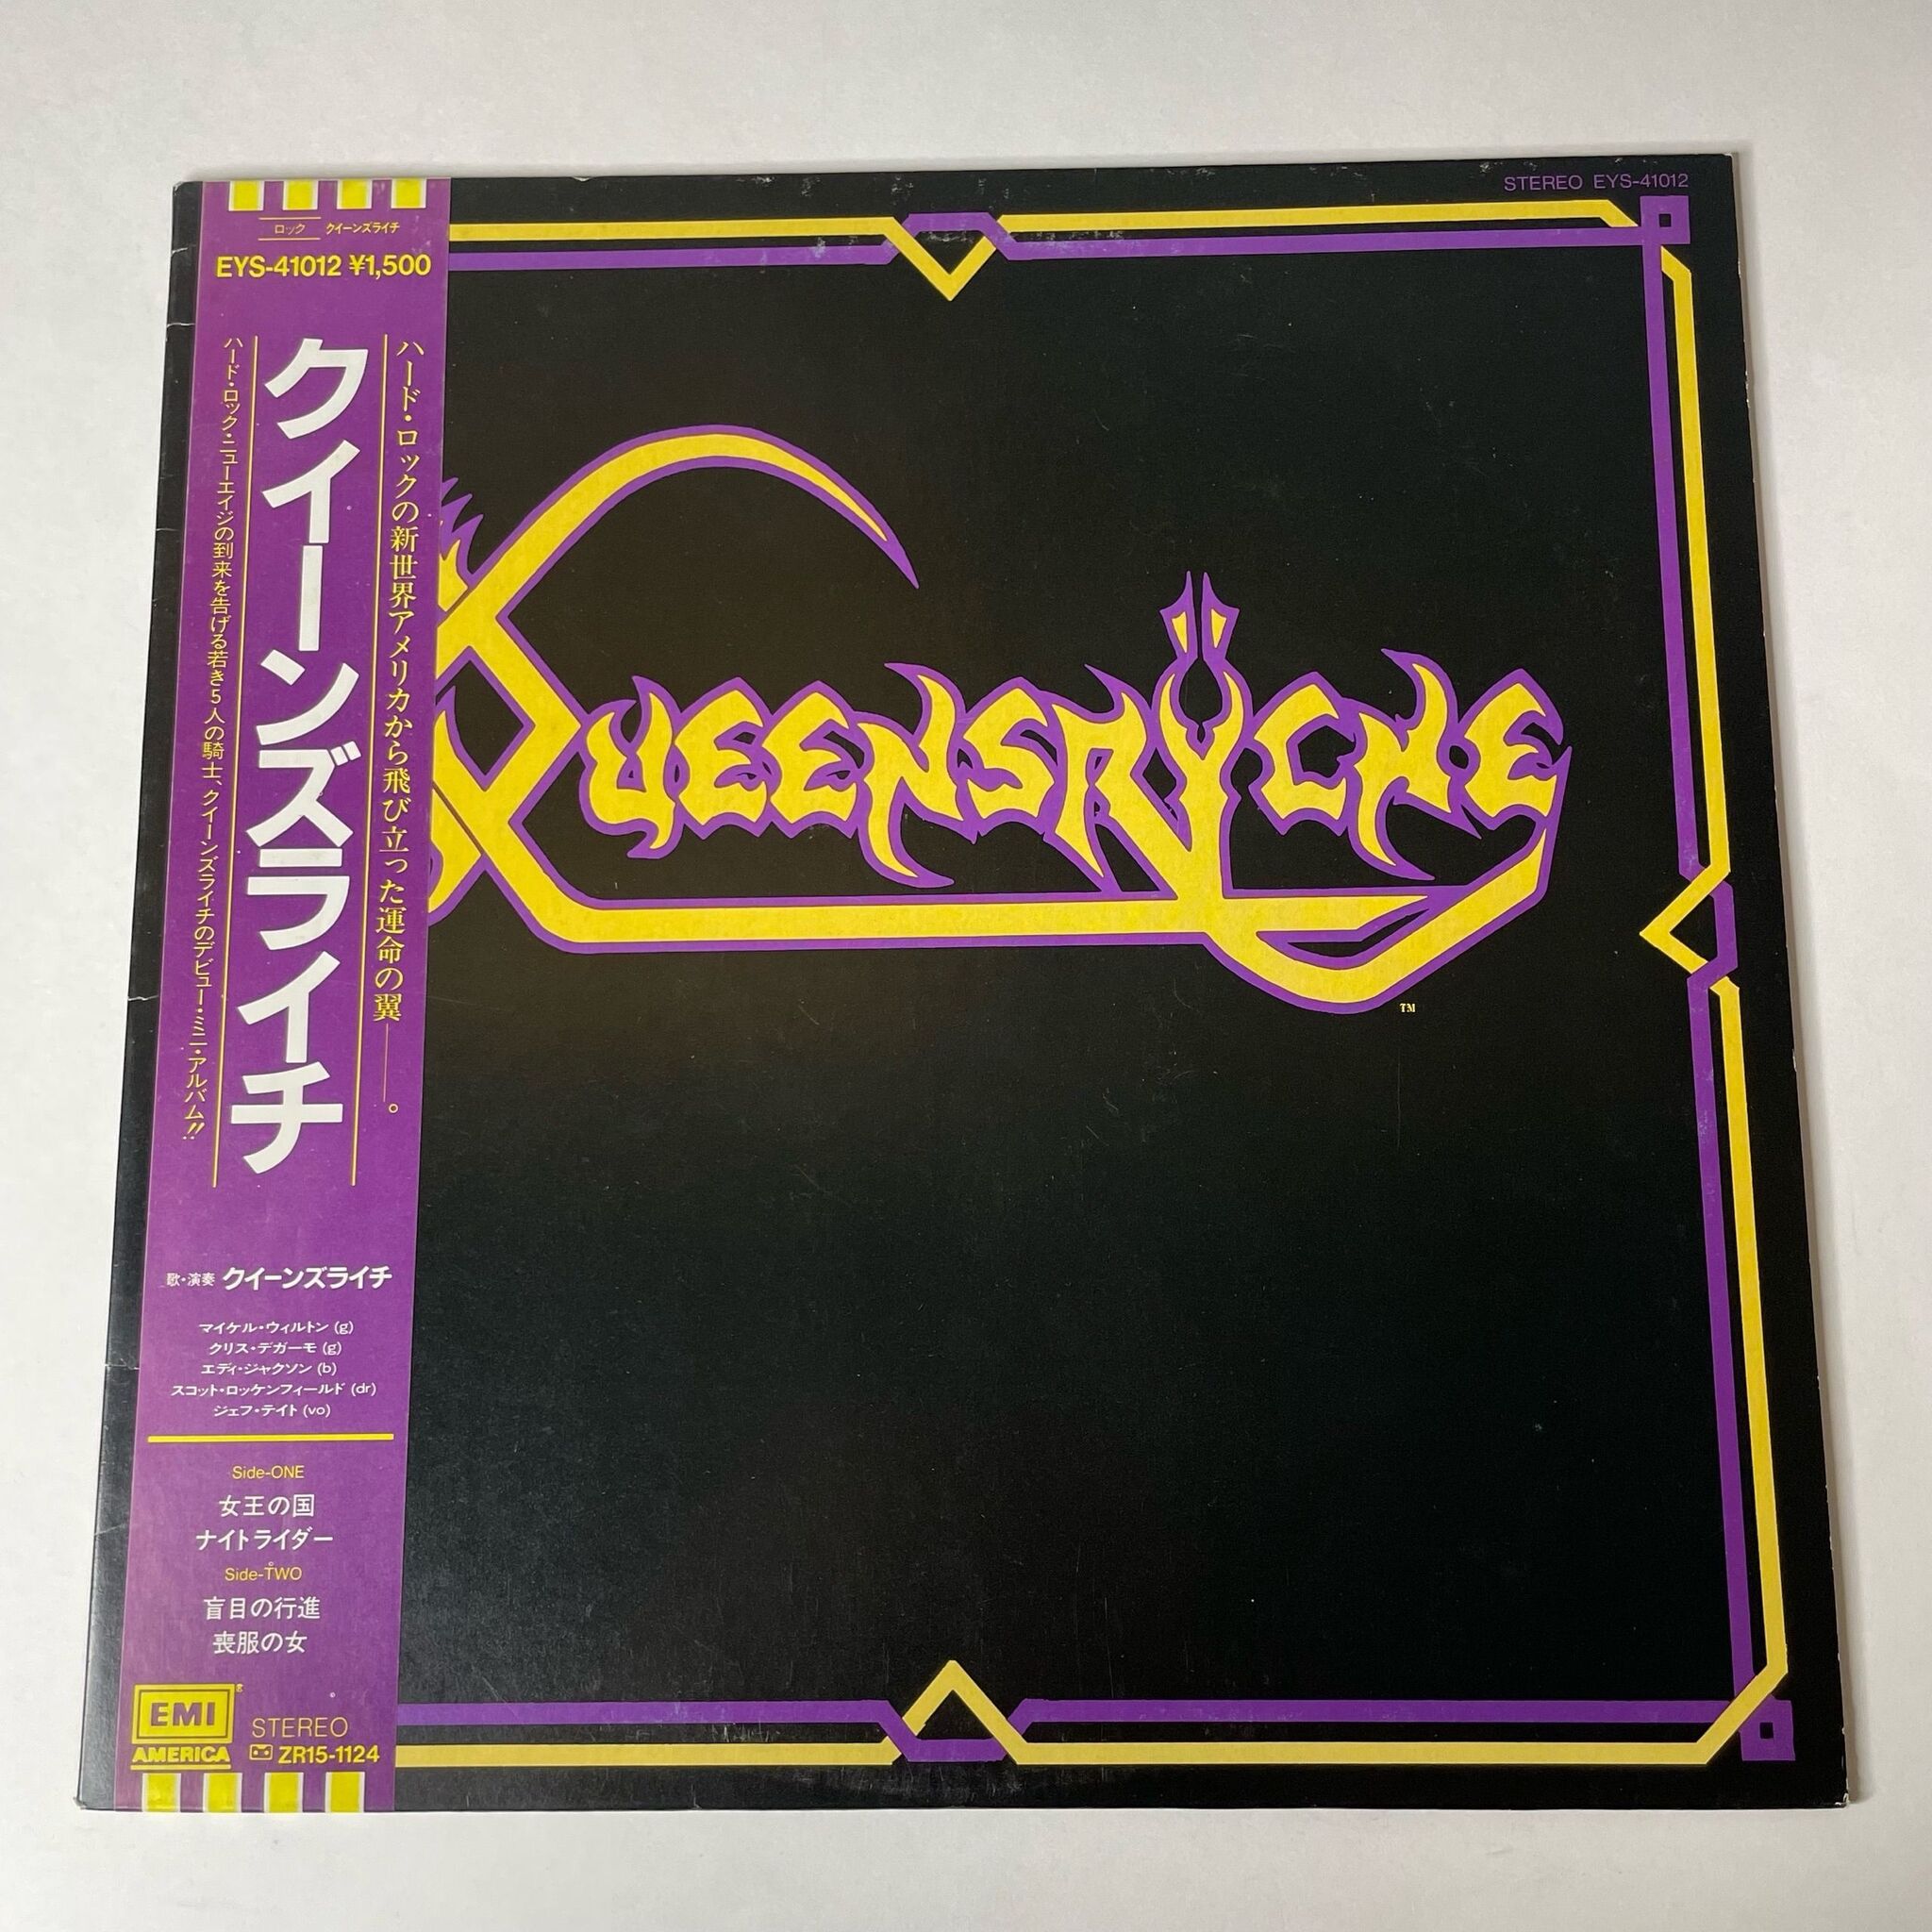 STEREO EYS-41012
ロック クイーンズライチ
EYS-41012 ¥1,500
ハード・ロックの新世界アメリカから飛び立った運命の翼——。
クイーンズライチ
ハード・ロック・ニューエイジの到来を告げる若き5人の騎士、クイーンズライチのデビュー・ミニ・アルバム!!
QUEENSRŸCHE
TM
歌・演奏 クイーンズライチ
マイケル・ウィルトン (g)
クリス・デガーモ (g)
エディ・ジャクソン (b)
スコット・ロッケンフィールド (dr)
ジェフ・テイト (vo)
Side-ONE
女王の国
ナイトライダー
Side-TWO
盲目の行進
喪服の女
EMI
AMERICA
®
STEREO
ZR15-1124